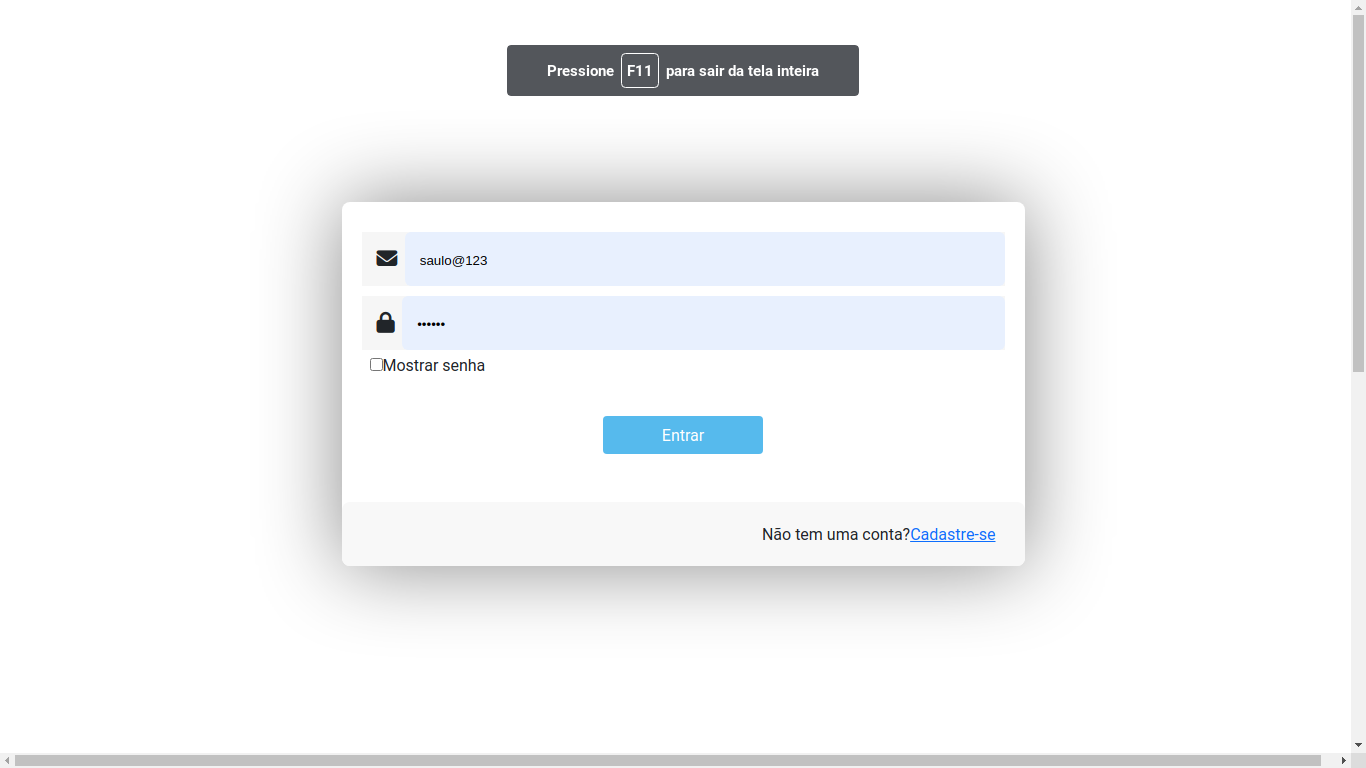 Pressione F11 para sair da tela inteira
saulo@123
••••••
Mostrar senha
Entrar
Não tem uma conta?Cadastre-se